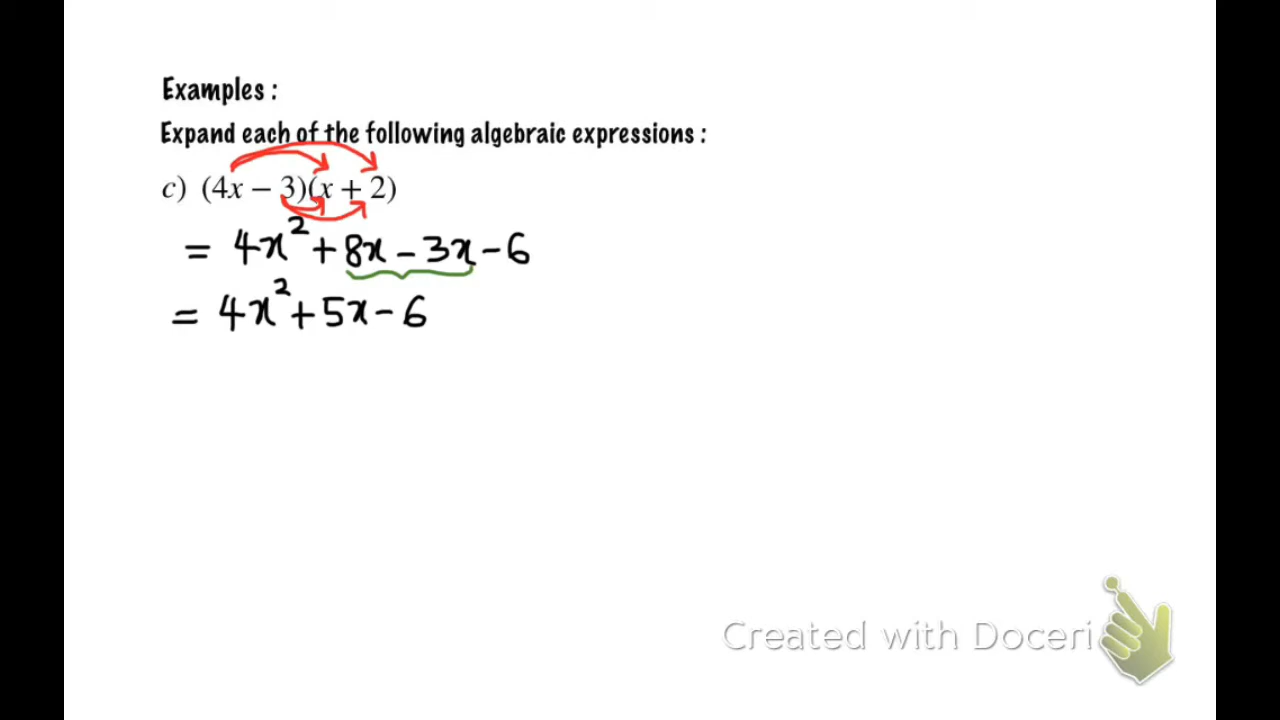 Examples :
Expand each of the following algebraic expressions :
c) (4x − 3)(x + 2)
= 4x² + 8x − 3x − 6
= 4x² + 5x − 6
Created with Doceri